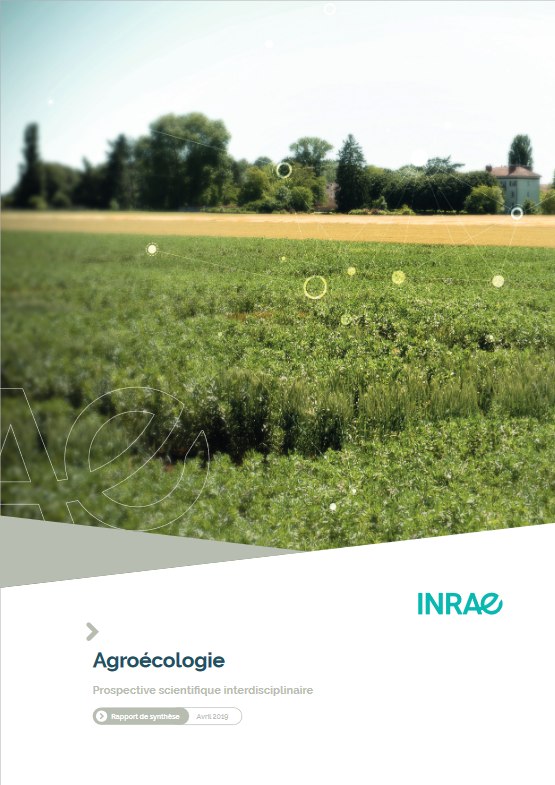 INRAE
Agroécologie
Prospective scientifique interdisciplinaire
Rapport de synthèse Avril 2019